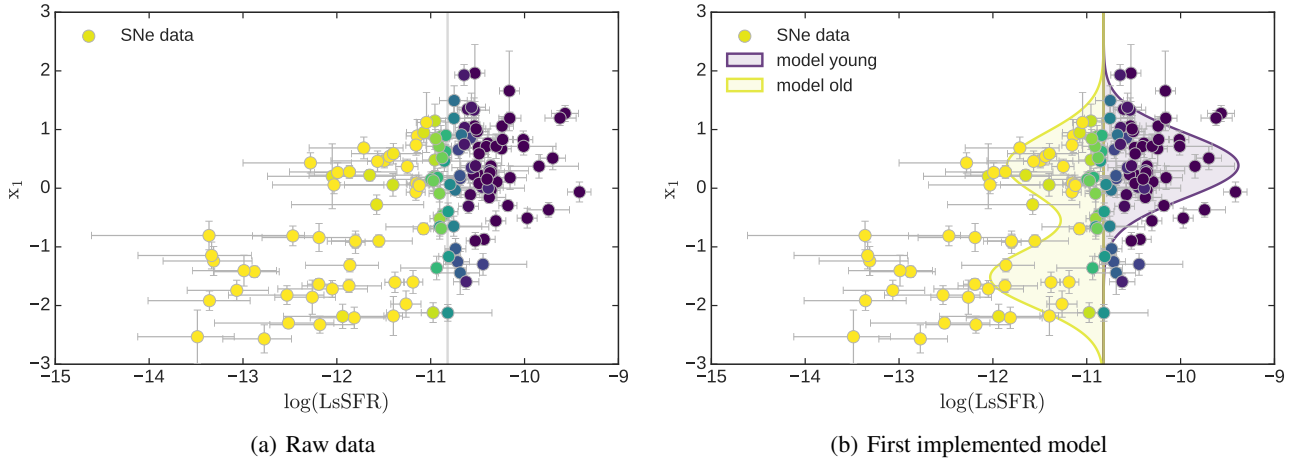 3
2
1
0
−1
−2
−3
x₁
SNe data
−15
−14
−13
−12
−11
−10
−9
log(LsSFR)
(a) Raw data
3
2
1
0
−1
−2
−3
x₁
SNe data
model young
model old
−15
−14
−13
−12
−11
−10
−9
log(LsSFR)
(b) First implemented model